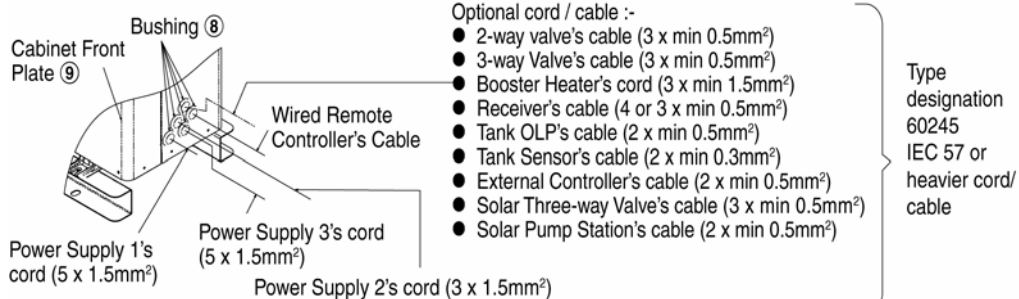 Bushing ⑧
Cabinet Front
Plate ⑨
Wired Remote
Controller's Cable
Power Supply 1's
cord (5 x 1.5mm²)
Power Supply 3's cord
(5 x 1.5mm²)
Power Supply 2's cord (3 x 1.5mm²)
Optional cord / cable :-
● 2-way valve's cable (3 x min 0.5mm²)
● 3-way Valve's cable (3 x min 0.5mm²)
● Booster Heater's cord (3 x min 1.5mm²)
● Receiver's cable (4 or 3 x min 0.5mm²)
● Tank OLP's cable (2 x min 0.5mm²)
● Tank Sensor's cable (2 x min 0.3mm²)
● External Controller's cable (2 x min 0.5mm²)
● Solar Three-way Valve's cable (3 x min 0.5mm²)
● Solar Pump Station's cable (2 x min 0.5mm²)
Type
designation
60245
IEC 57 or
heavier cord/
cable